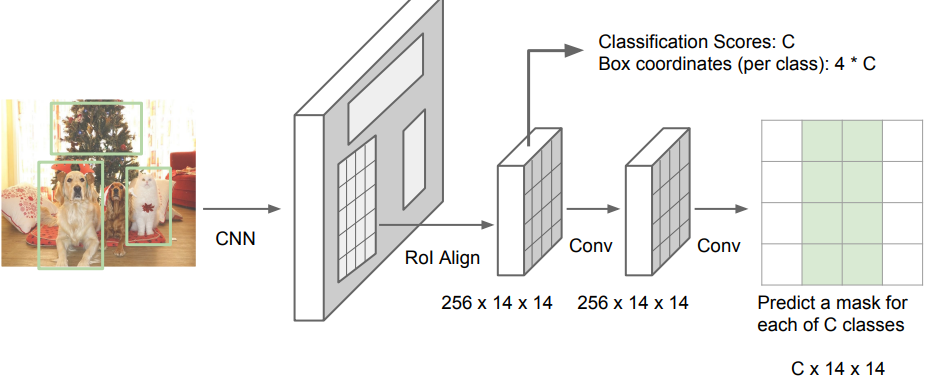 Classification Scores: C
Box coordinates (per class): 4 * C
CNN
RoI Align
Conv
Conv
256 x 14 x 14
256 x 14 x 14
Predict a mask for
each of C classes
C x 14 x 14